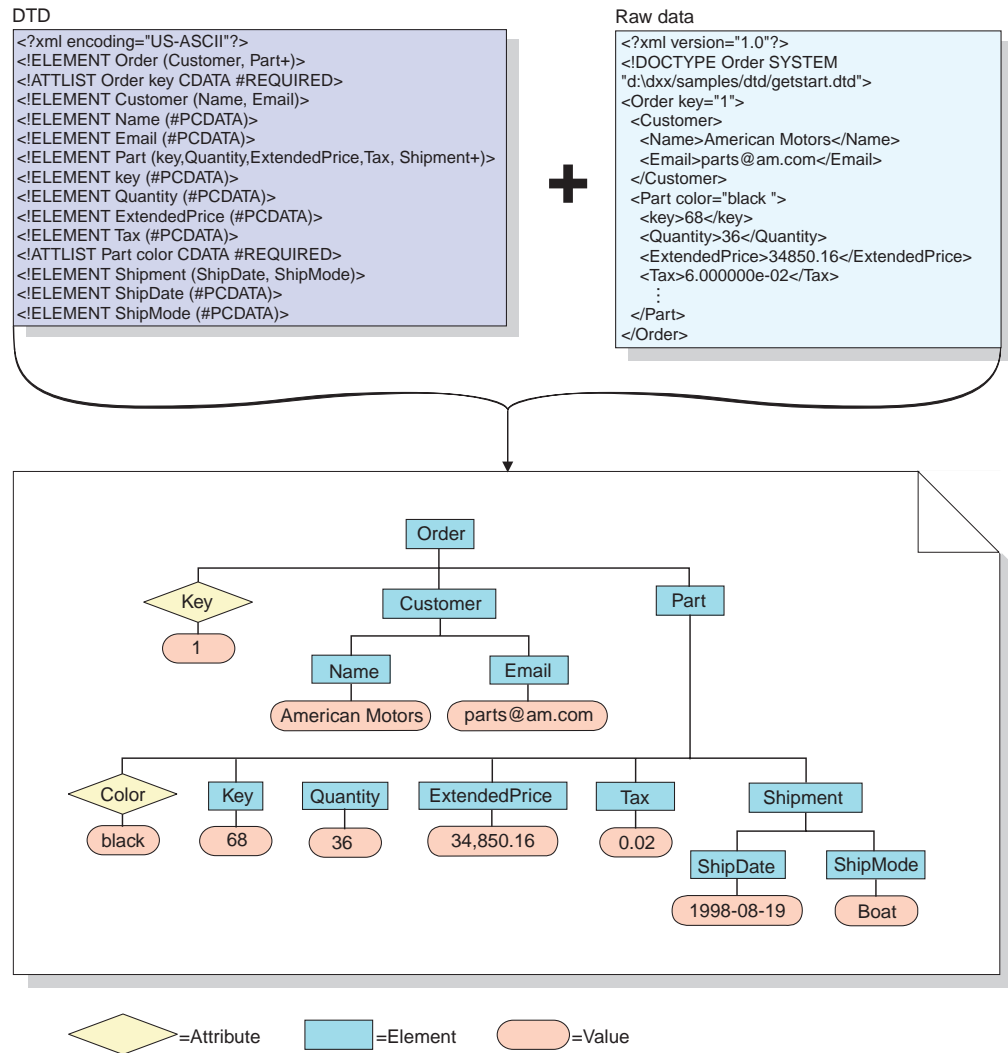 DTD
<?xml encoding="US-ASCII"?>
<!ELEMENT Order (Customer, Part+)>
<!ATTLIST Order key CDATA #REQUIRED>
<!ELEMENT Customer (Name, Email)>
<!ELEMENT Name (#PCDATA)>
<!ELEMENT Email (#PCDATA)>
<!ELEMENT Part (key,Quantity,ExtendedPrice,Tax, Shipment+)>
<!ELEMENT key (#PCDATA)>
<!ELEMENT Quantity (#PCDATA)>
<!ELEMENT ExtendedPrice (#PCDATA)>
<!ELEMENT Tax (#PCDATA)>
<!ATTLIST Part color CDATA #REQUIRED>
<!ELEMENT Shipment (ShipDate, ShipMode)>
<!ELEMENT ShipDate (#PCDATA)>
<!ELEMENT ShipMode (#PCDATA)>
+
Raw data
<?xml version="1.0"?>
<!DOCTYPE Order SYSTEM
"d:\dxx/samples/dtd/getstart.dtd">
<Order key="1">
<Customer>
<Name>American Motors</Name>
<Email>parts@am.com</Email>
</Customer>
<Part color="black ">
<key>68</key>
<Quantity>36</Quantity>
<ExtendedPrice>34850.16</ExtendedPrice>
<Tax>6.000000e-02</Tax>
⋮
</Part>
</Order>
Order
Key
Customer
Part
1
Name
Email
American Motors
parts@am.com
Color
Key
Quantity
ExtendedPrice
Tax
Shipment
black
68
36
34,850.16
0.02
ShipDate
ShipMode
1998-08-19
Boat
=Attribute
=Element
=Value